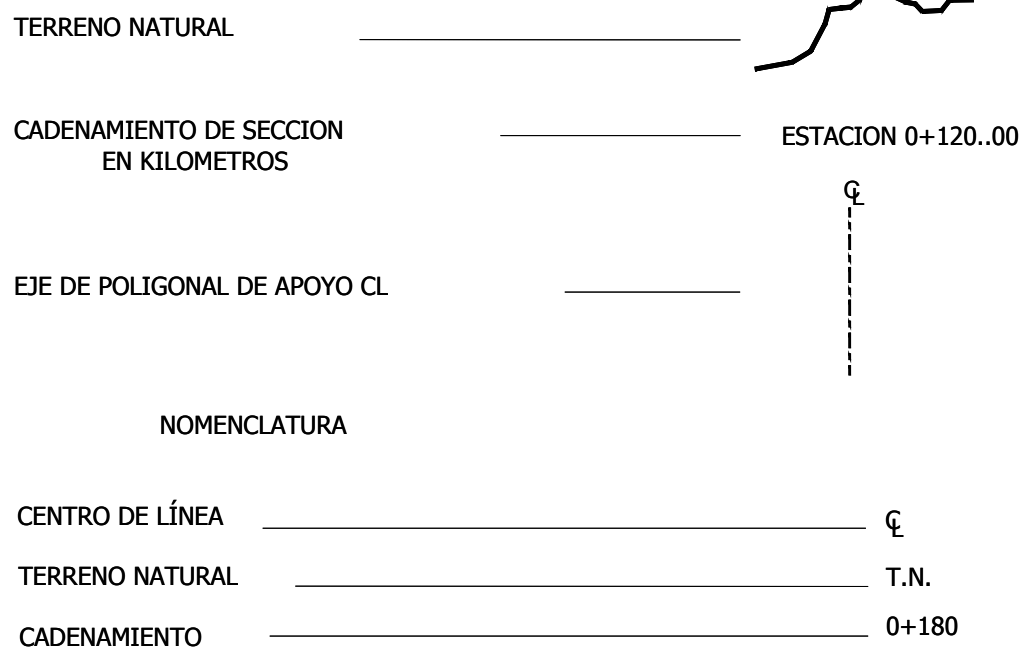 TERRENO NATURAL
CADENAMIENTO DE SECCION
EN KILOMETROS
ESTACION 0+120..00
℄
EJE DE POLIGONAL DE APOYO CL
NOMENCLATURA
CENTRO DE LÍNEA ℄
TERRENO NATURAL T.N.
CADENAMIENTO 0+180